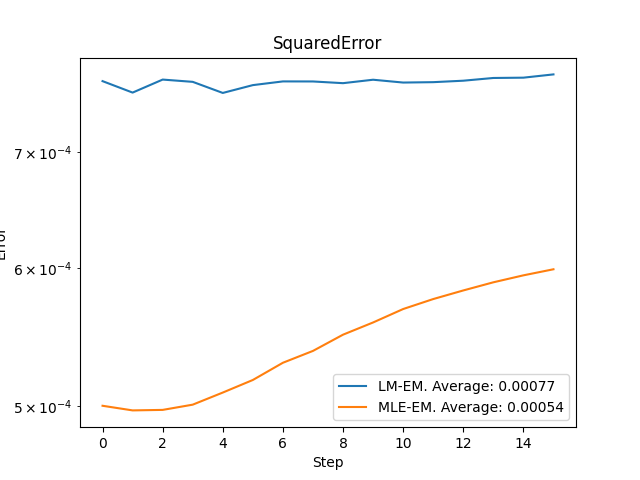 SquaredError
7 × 10⁻⁴
6 × 10⁻⁴
5 × 10⁻⁴
Error
LM-EM. Average: 0.00077
MLE-EM. Average: 0.00054
0 2 4 6 8 10 12 14
Step